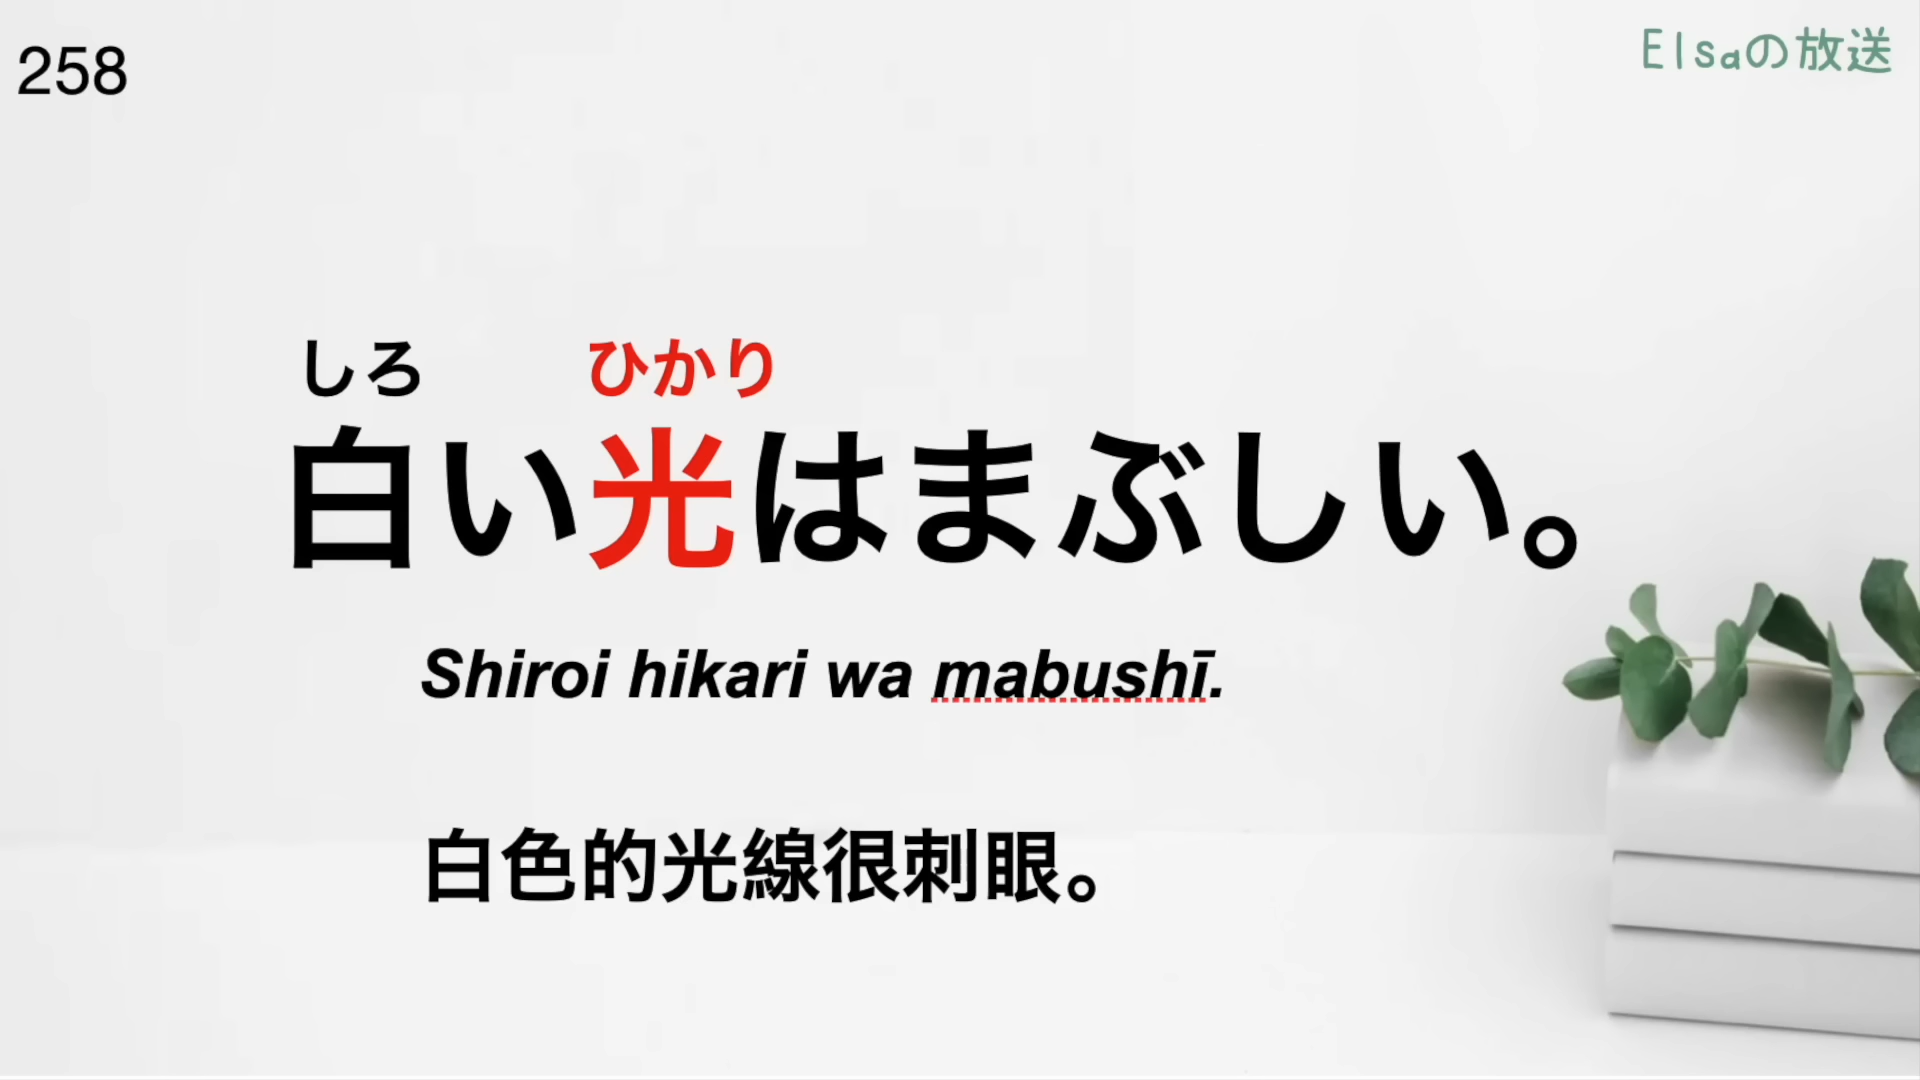 258
Elsaの放送
しろ ひかり
白い光はまぶしい。
Shiroi hikari wa mabushī.
白色的光線很刺眼。